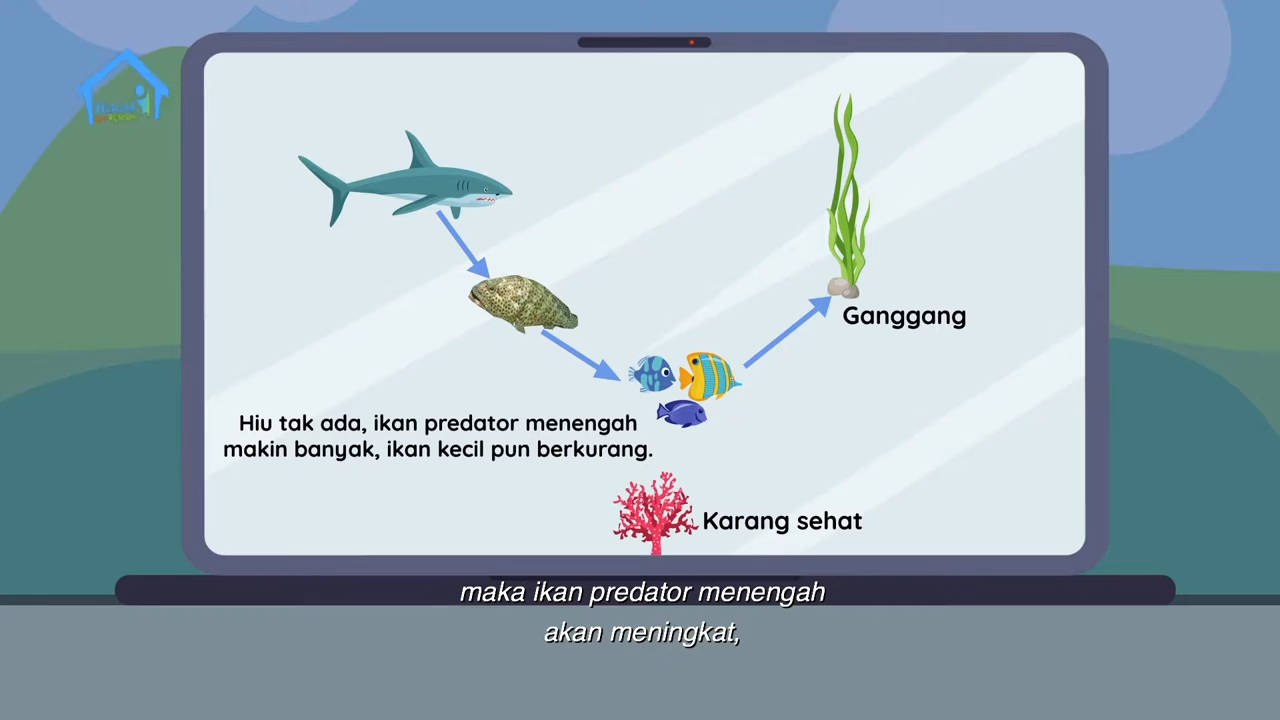 Ganggang
Hiu tak ada, ikan predator menengah
makin banyak, ikan kecil pun berkurang.
Karang sehat
maka ikan predator menengah
akan meningkat,